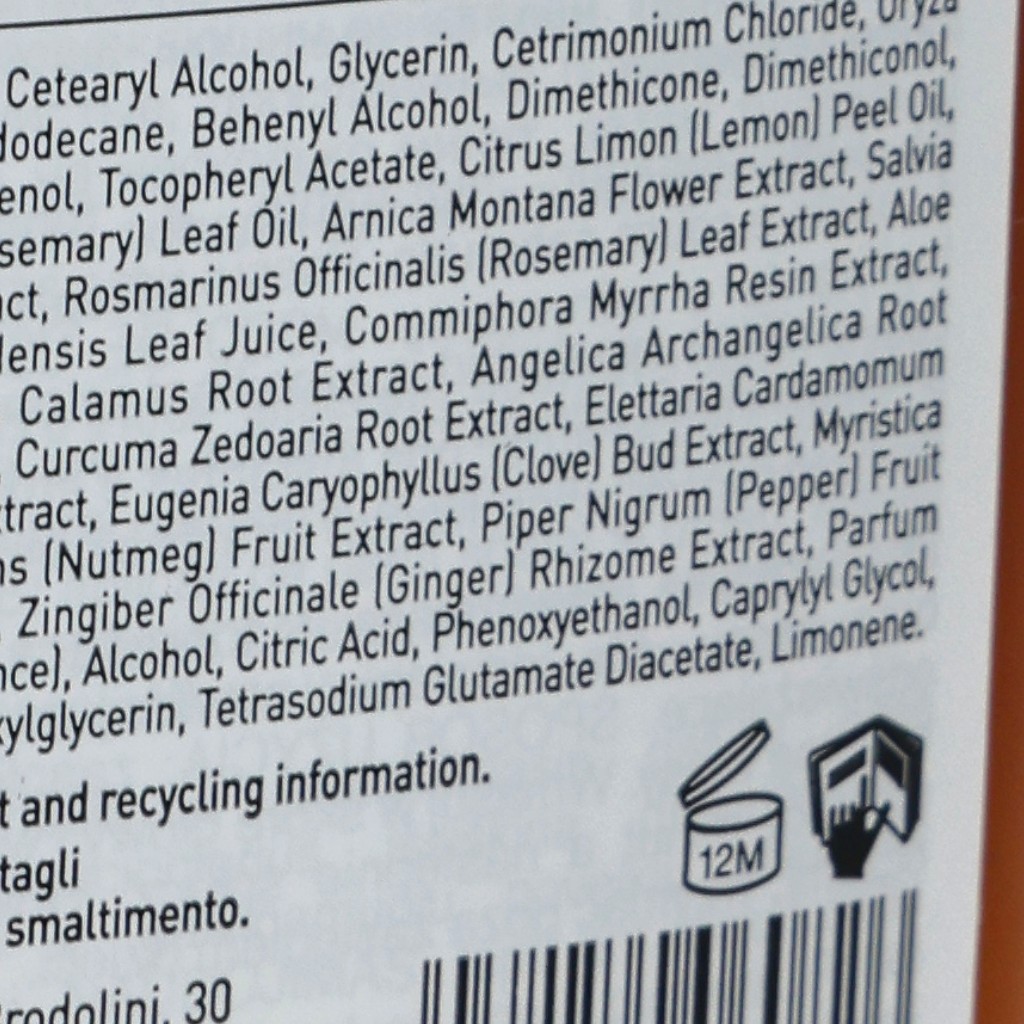 Cetearyl Alcohol, Glycerin, Cetrimonium Chloride, Oryza
dodecane, Behenyl Alcohol, Dimethicone, Dimethiconol,
enol, Tocopheryl Acetate, Citrus Limon (Lemon) Peel Oil,
semary) Leaf Oil, Arnica Montana Flower Extract, Salvia
act, Rosmarinus Officinalis (Rosemary) Leaf Extract, Aloe
densis Leaf Juice, Commiphora Myrrha Resin Extract,
Calamus Root Extract, Angelica Archangelica Root
, Curcuma Zedoaria Root Extract, Elettaria Cardamomum
tract, Eugenia Caryophyllus (Clove) Bud Extract, Myristica
ns (Nutmeg) Fruit Extract, Piper Nigrum (Pepper) Fruit
, Zingiber Officinale (Ginger) Rhizome Extract, Parfum
nce), Alcohol, Citric Acid, Phenoxyethanol, Caprylyl Glycol,
xylglycerin, Tetrasodium Glutamate Diacetate, Limonene.
t and recycling information.
tagli
smaltimento.
12M
rodolini, 30